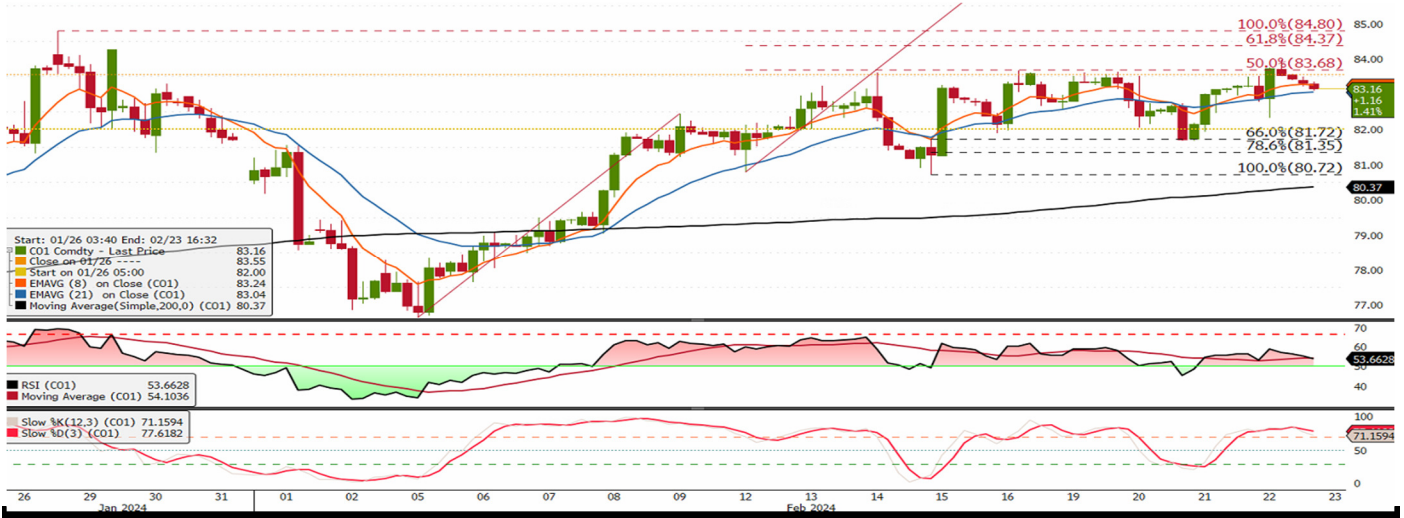 100.0%(84.80)
61.8%(84.37)
50.0%(83.68)
66.0%(81.72)
78.6%(81.35)
100.0%(80.72)
85.00
84.00
83.16
+1.16
1.41%
82.00
81.00
80.37
80.00
79.00
78.00
77.00
Start: 01/26 03:40 End: 02/23 16:32
CO1 Comdty - Last Price 83.16
Close on 01/26 ---- 83.55
Start on 01/26 05:00 82.00
EMAVG (8) on Close (CO1) 83.24
EMAVG (21) on Close (CO1) 83.04
Moving Average(Simple,200,0) (CO1) 80.37
70
60
53.6628
50
40
RSI (CO1) 53.6628
Moving Average (CO1) 54.1036
Slow %K(12,3) (CO1) 71.1594
Slow %D(3) (CO1) 77.6182
100
71.1594
50
0
26 29 30 31 01 02 05 06 07 08 09 12 13 14 15 16 19 20 21 22 23
Jan 2024 Feb 2024